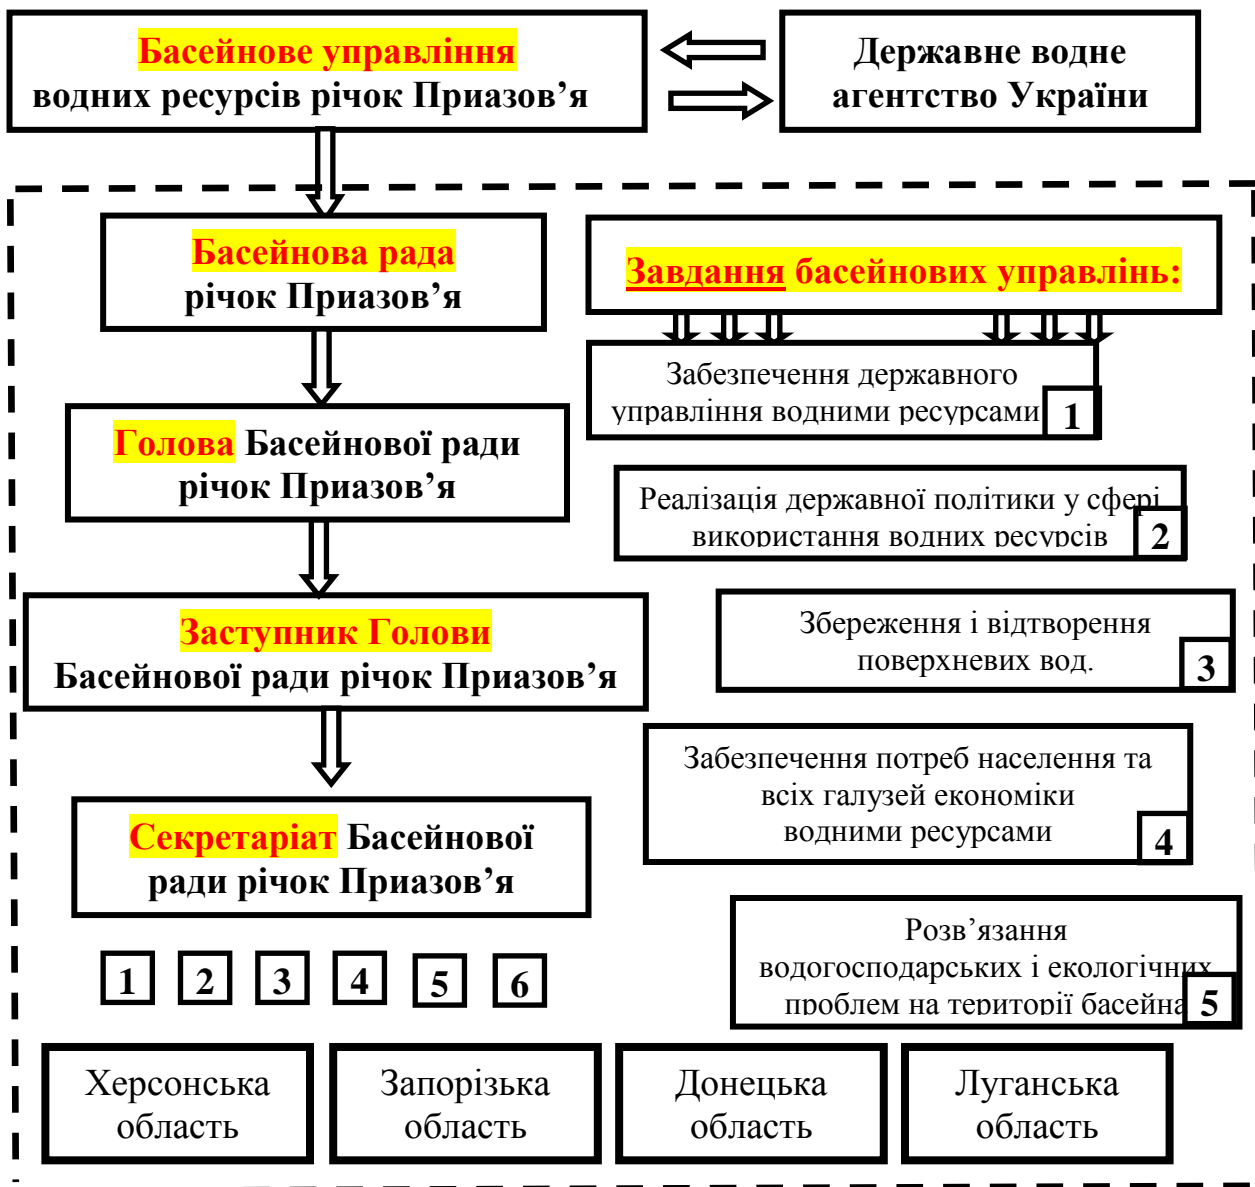 Басейнове управління
водних ресурсів річок Приазов’я
Державне водне
агентство України
Басейнова рада
річок Приазов’я
Голова Басейнової ради
річок Приазов’я
Заступник Голови
Басейнової ради річок Приазов’я
Секретаріат Басейнової
ради річок Приазов’я
1 2 3 4 5 6
Завдання басейнових управлінь:
Забезпечення державного
управління водними ресурсами
1
Реалізація державної політики у сфері
використання водних ресурсів
2
Збереження і відтворення
поверхневих вод.
3
Забезпечення потреб населення та
всіх галузей економіки
водними ресурсами
4
Розв’язання
водогосподарських і екологічних
проблем на території басейна
5
Херсонська
область
Запорізька
область
Донецька
область
Луганська
область